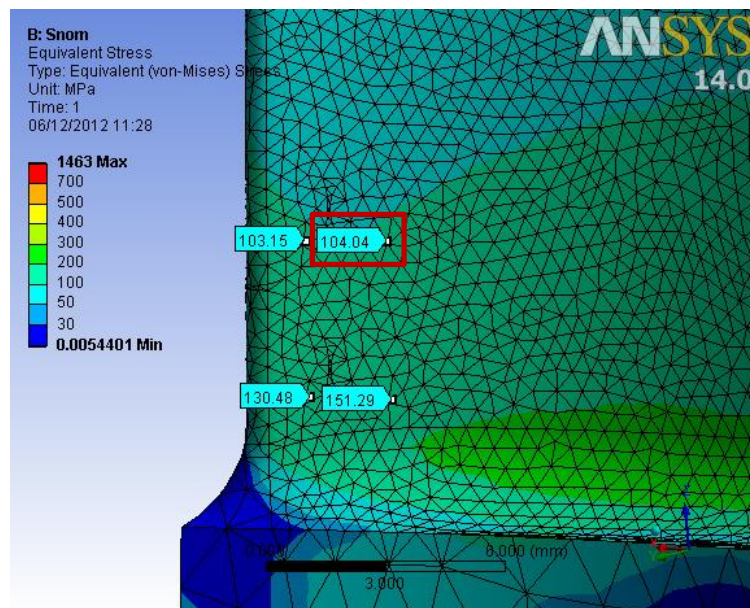 B: Snom
Equivalent Stress
Type: Equivalent (von-Mises) Stress
Unit: MPa
Time: 1
06/12/2012 11:28
1463 Max
700
500
400
300
200
100
50
30
0.0054401 Min
ANSYS
14.0
103.15
104.04
130.48
151.29
0.000
6.000 (mm)
3.000